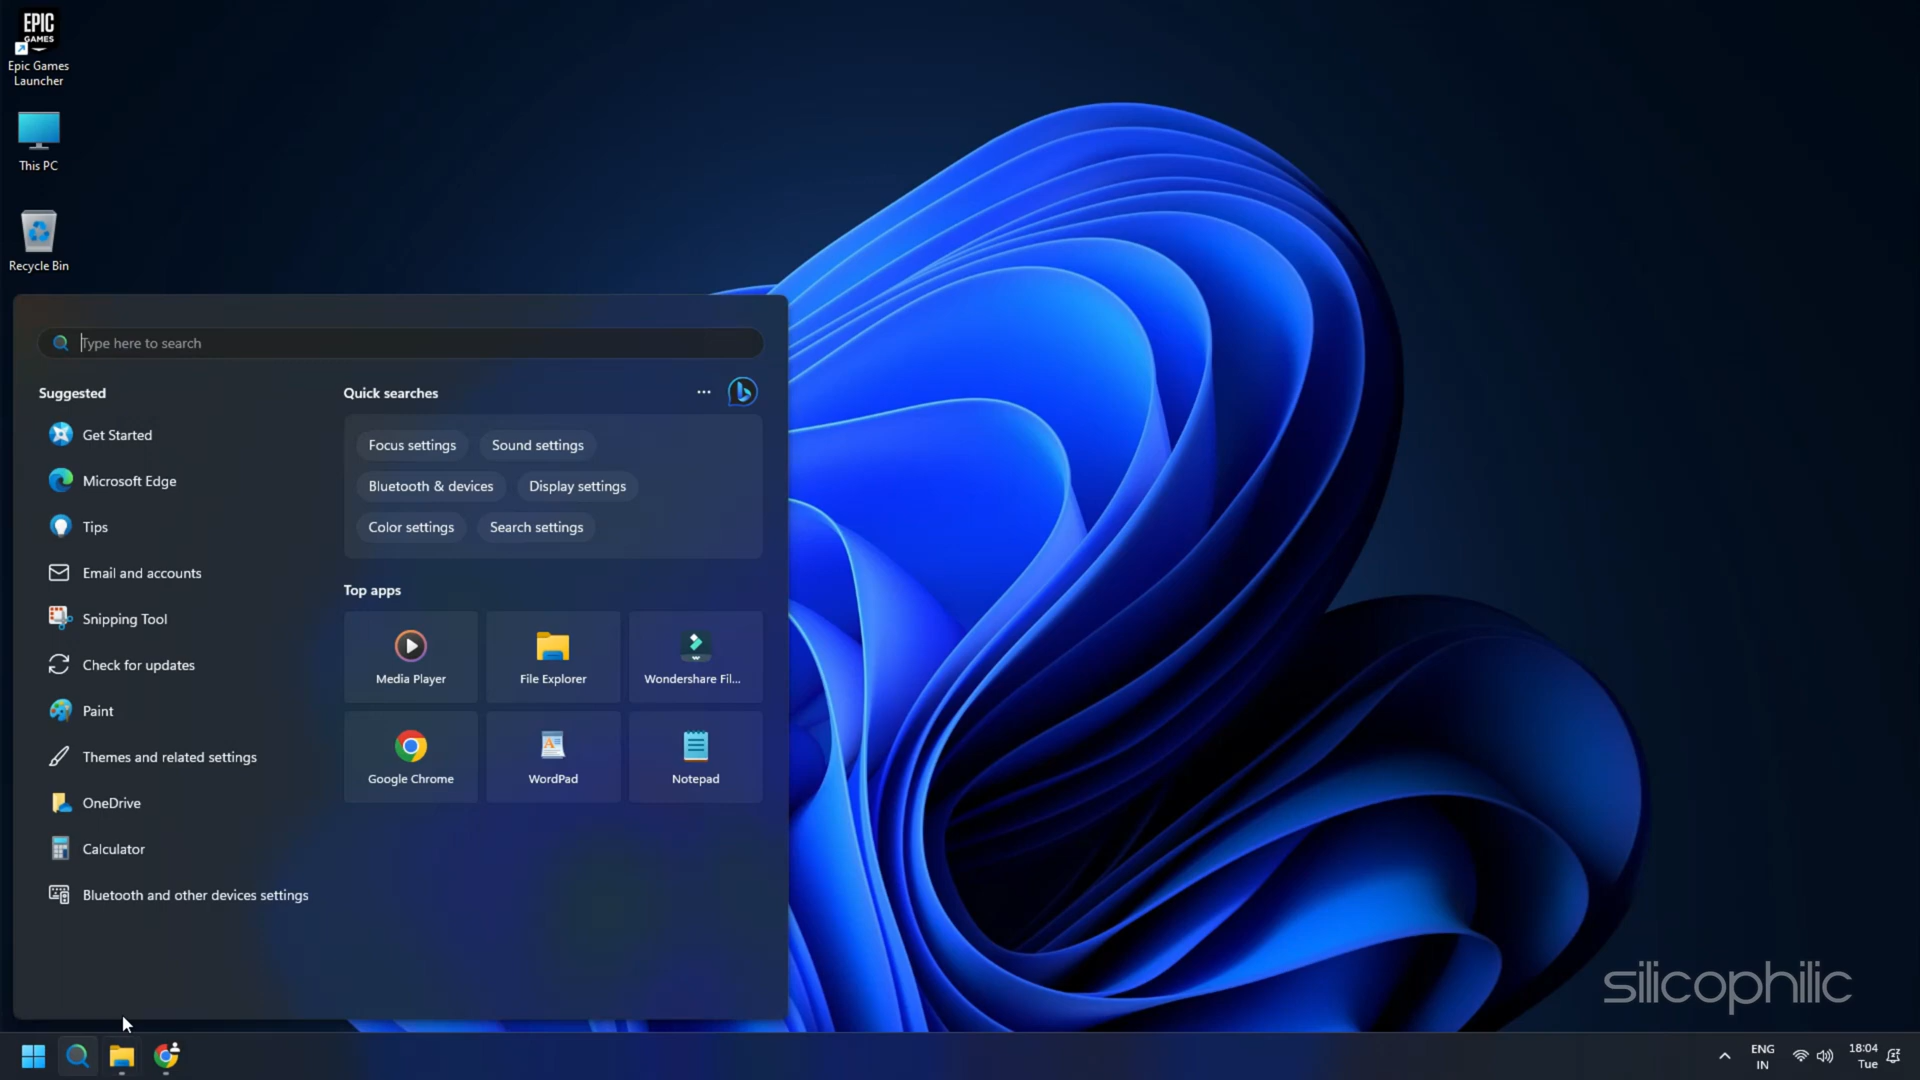 EPIC
GAMES
Epic Games
Launcher
This PC
Recycle Bin
Type here to search
Suggested
Get Started
Microsoft Edge
Tips
Email and accounts
Snipping Tool
Check for updates
Paint
Themes and related settings
OneDrive
Calculator
Bluetooth and other devices settings
Quick searches
Focus settings
Sound settings
Bluetooth & devices
Display settings
Color settings
Search settings
Top apps
Media Player
File Explorer
Wondershare Fil...
Google Chrome
WordPad
Notepad
silicophilic
ENG
IN
18:04
Tue